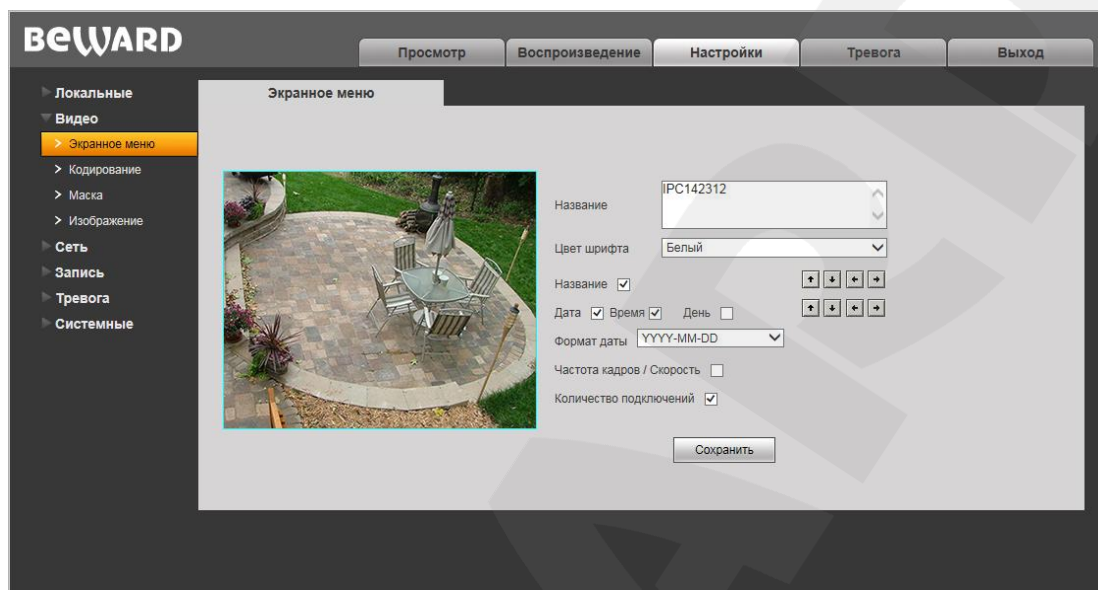 BEWARD
Просмотр Воспроизведение Настройки Тревога Выход
Локальные
Видео
Экранное меню
Кодирование
Маска
Изображение
Сеть
Запись
Тревога
Системные
Экранное меню
Название IPC142312
Цвет шрифта Белый
Название
Дата Время День
Формат даты YYYY-MM-DD
Частота кадров / Скорость
Количество подключений
Сохранить